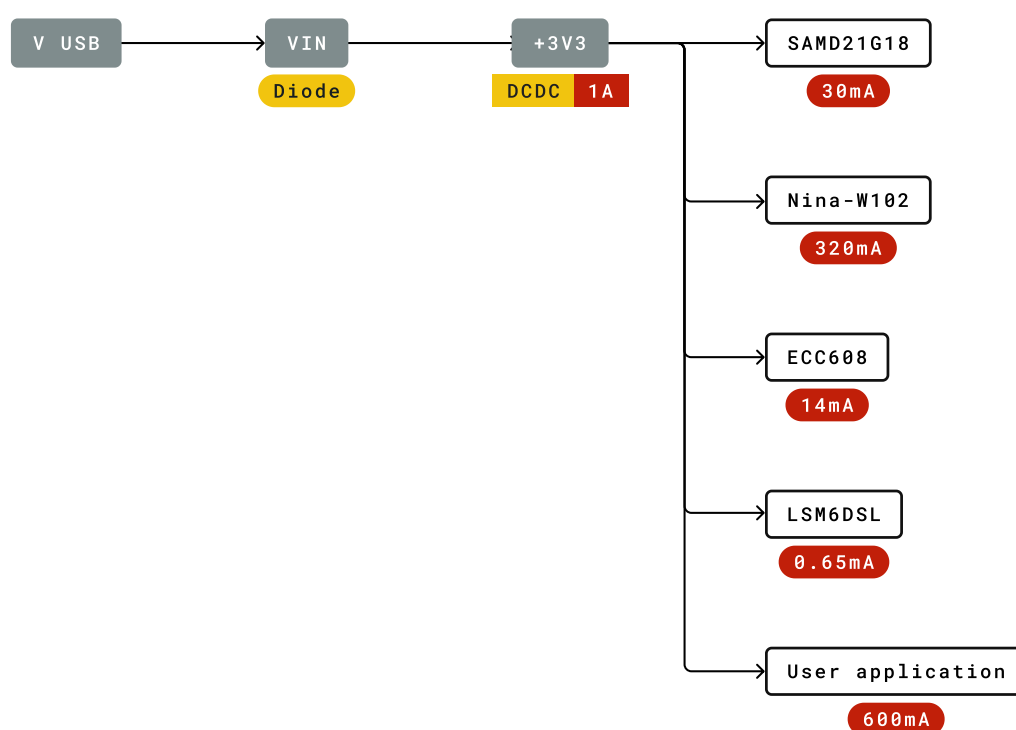 V USB
VIN
+3V3
SAMD21G18
Diode
DCDC
1A
30mA
Nina-W102
320mA
ECC608
14mA
LSM6DSL
0.65mA
User application
600mA